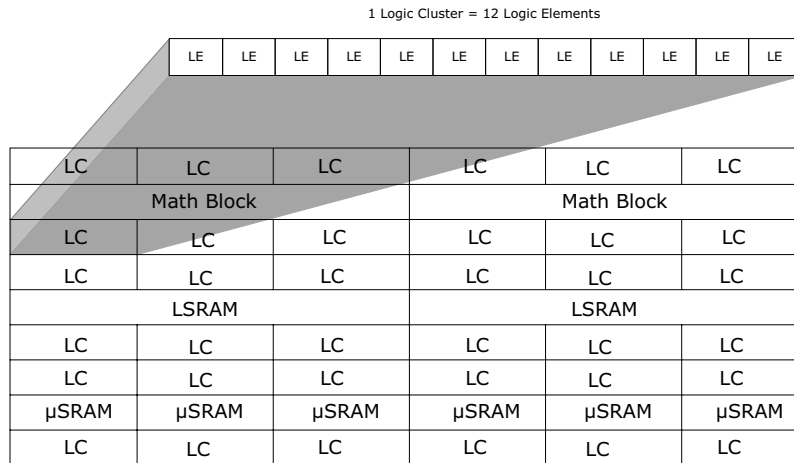 1 Logic Cluster = 12 Logic Elements
LE LE LE LE LE LE LE LE LE LE LE LE
LC LC LC LC LC LC
Math Block Math Block
LC LC LC LC LC LC
LC LC LC LC LC LC
LSRAM LSRAM
LC LC LC LC LC LC
LC LC LC LC LC LC
µSRAM µSRAM µSRAM µSRAM µSRAM µSRAM
LC LC LC LC LC LC